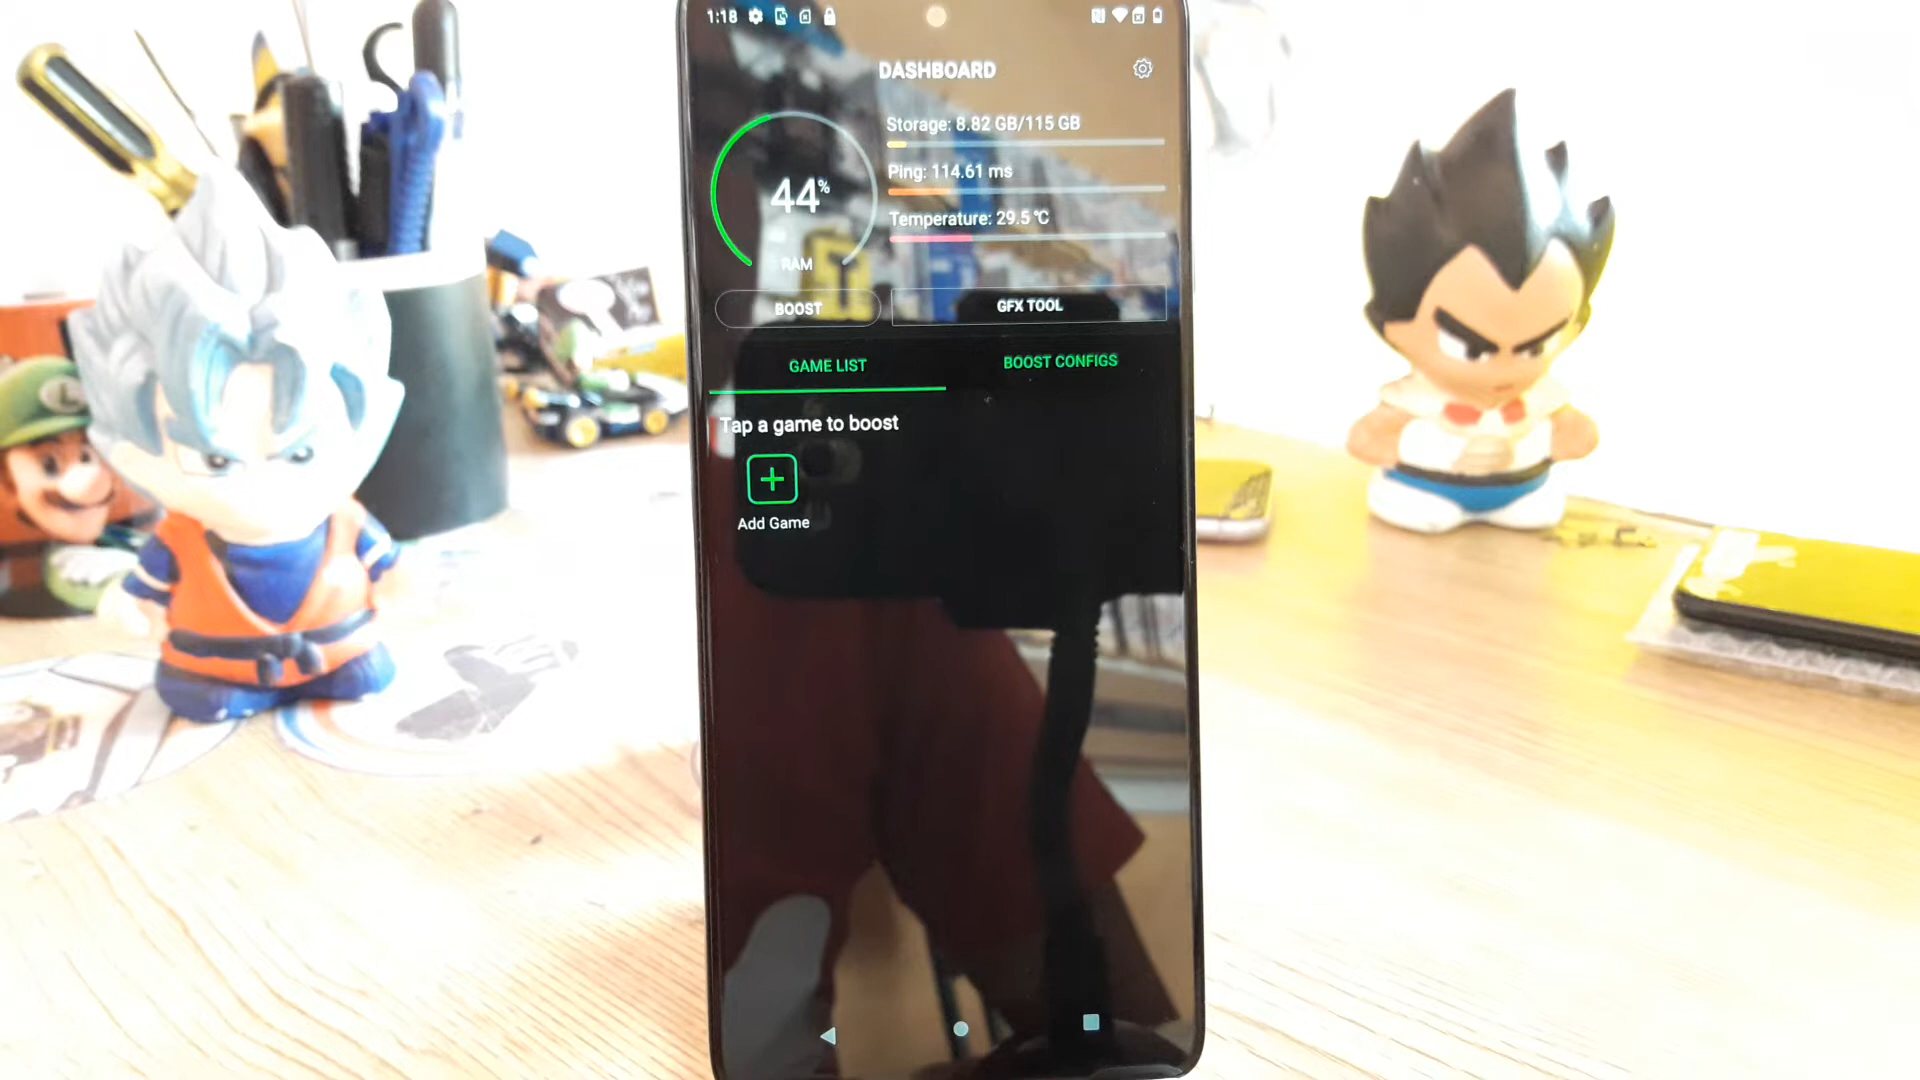 1:18
DASHBOARD
Storage: 8.82 GB/115 GB
Ping: 114.61 ms
Temperature: 29.5 °C
44%
RAM
BOOST
GFX TOOL
GAME LIST
BOOST CONFIGS
Tap a game to boost
Add Game
L